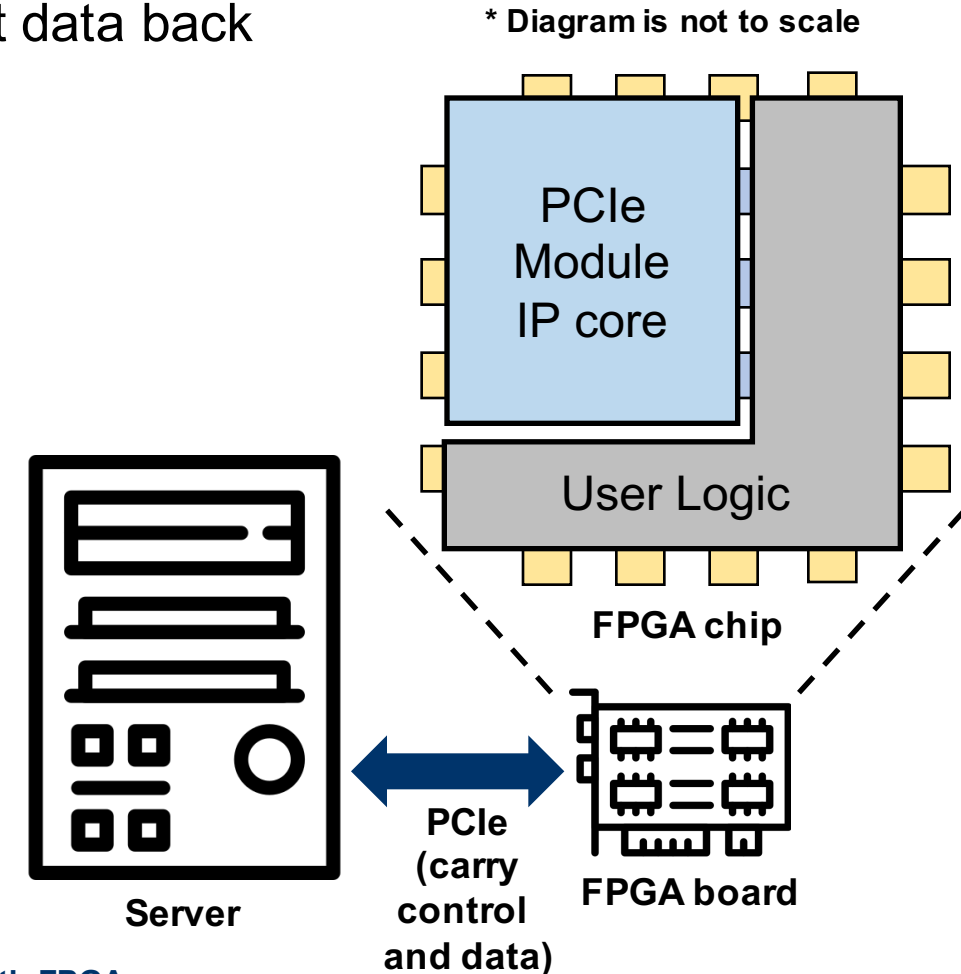 t data back
* Diagram is not to scale
PCIe
Module
IP core
User Logic
FPGA chip
PCIe
(carry
control
and data)
Server
FPGA board
FPGA